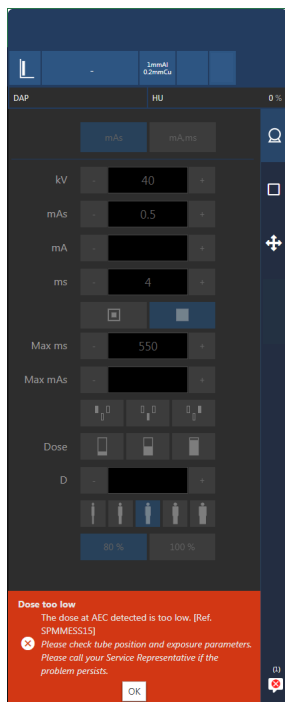 -
1mmAl
0.2mmCu
DAP HU 0 %
mAs mA.ms
kV - 40 +
mAs - 0.5 +
mA - +
ms - 4 +
Max ms - 550 +
Max mAs - +
Dose
D - +
80 % 100 %
Dose too low
The dose at AEC detected is too low. [Ref.
SPMMESS15]
Please check tube position and exposure parameters.
Please call your Service Representative if the
problem persists.
(1)
OK